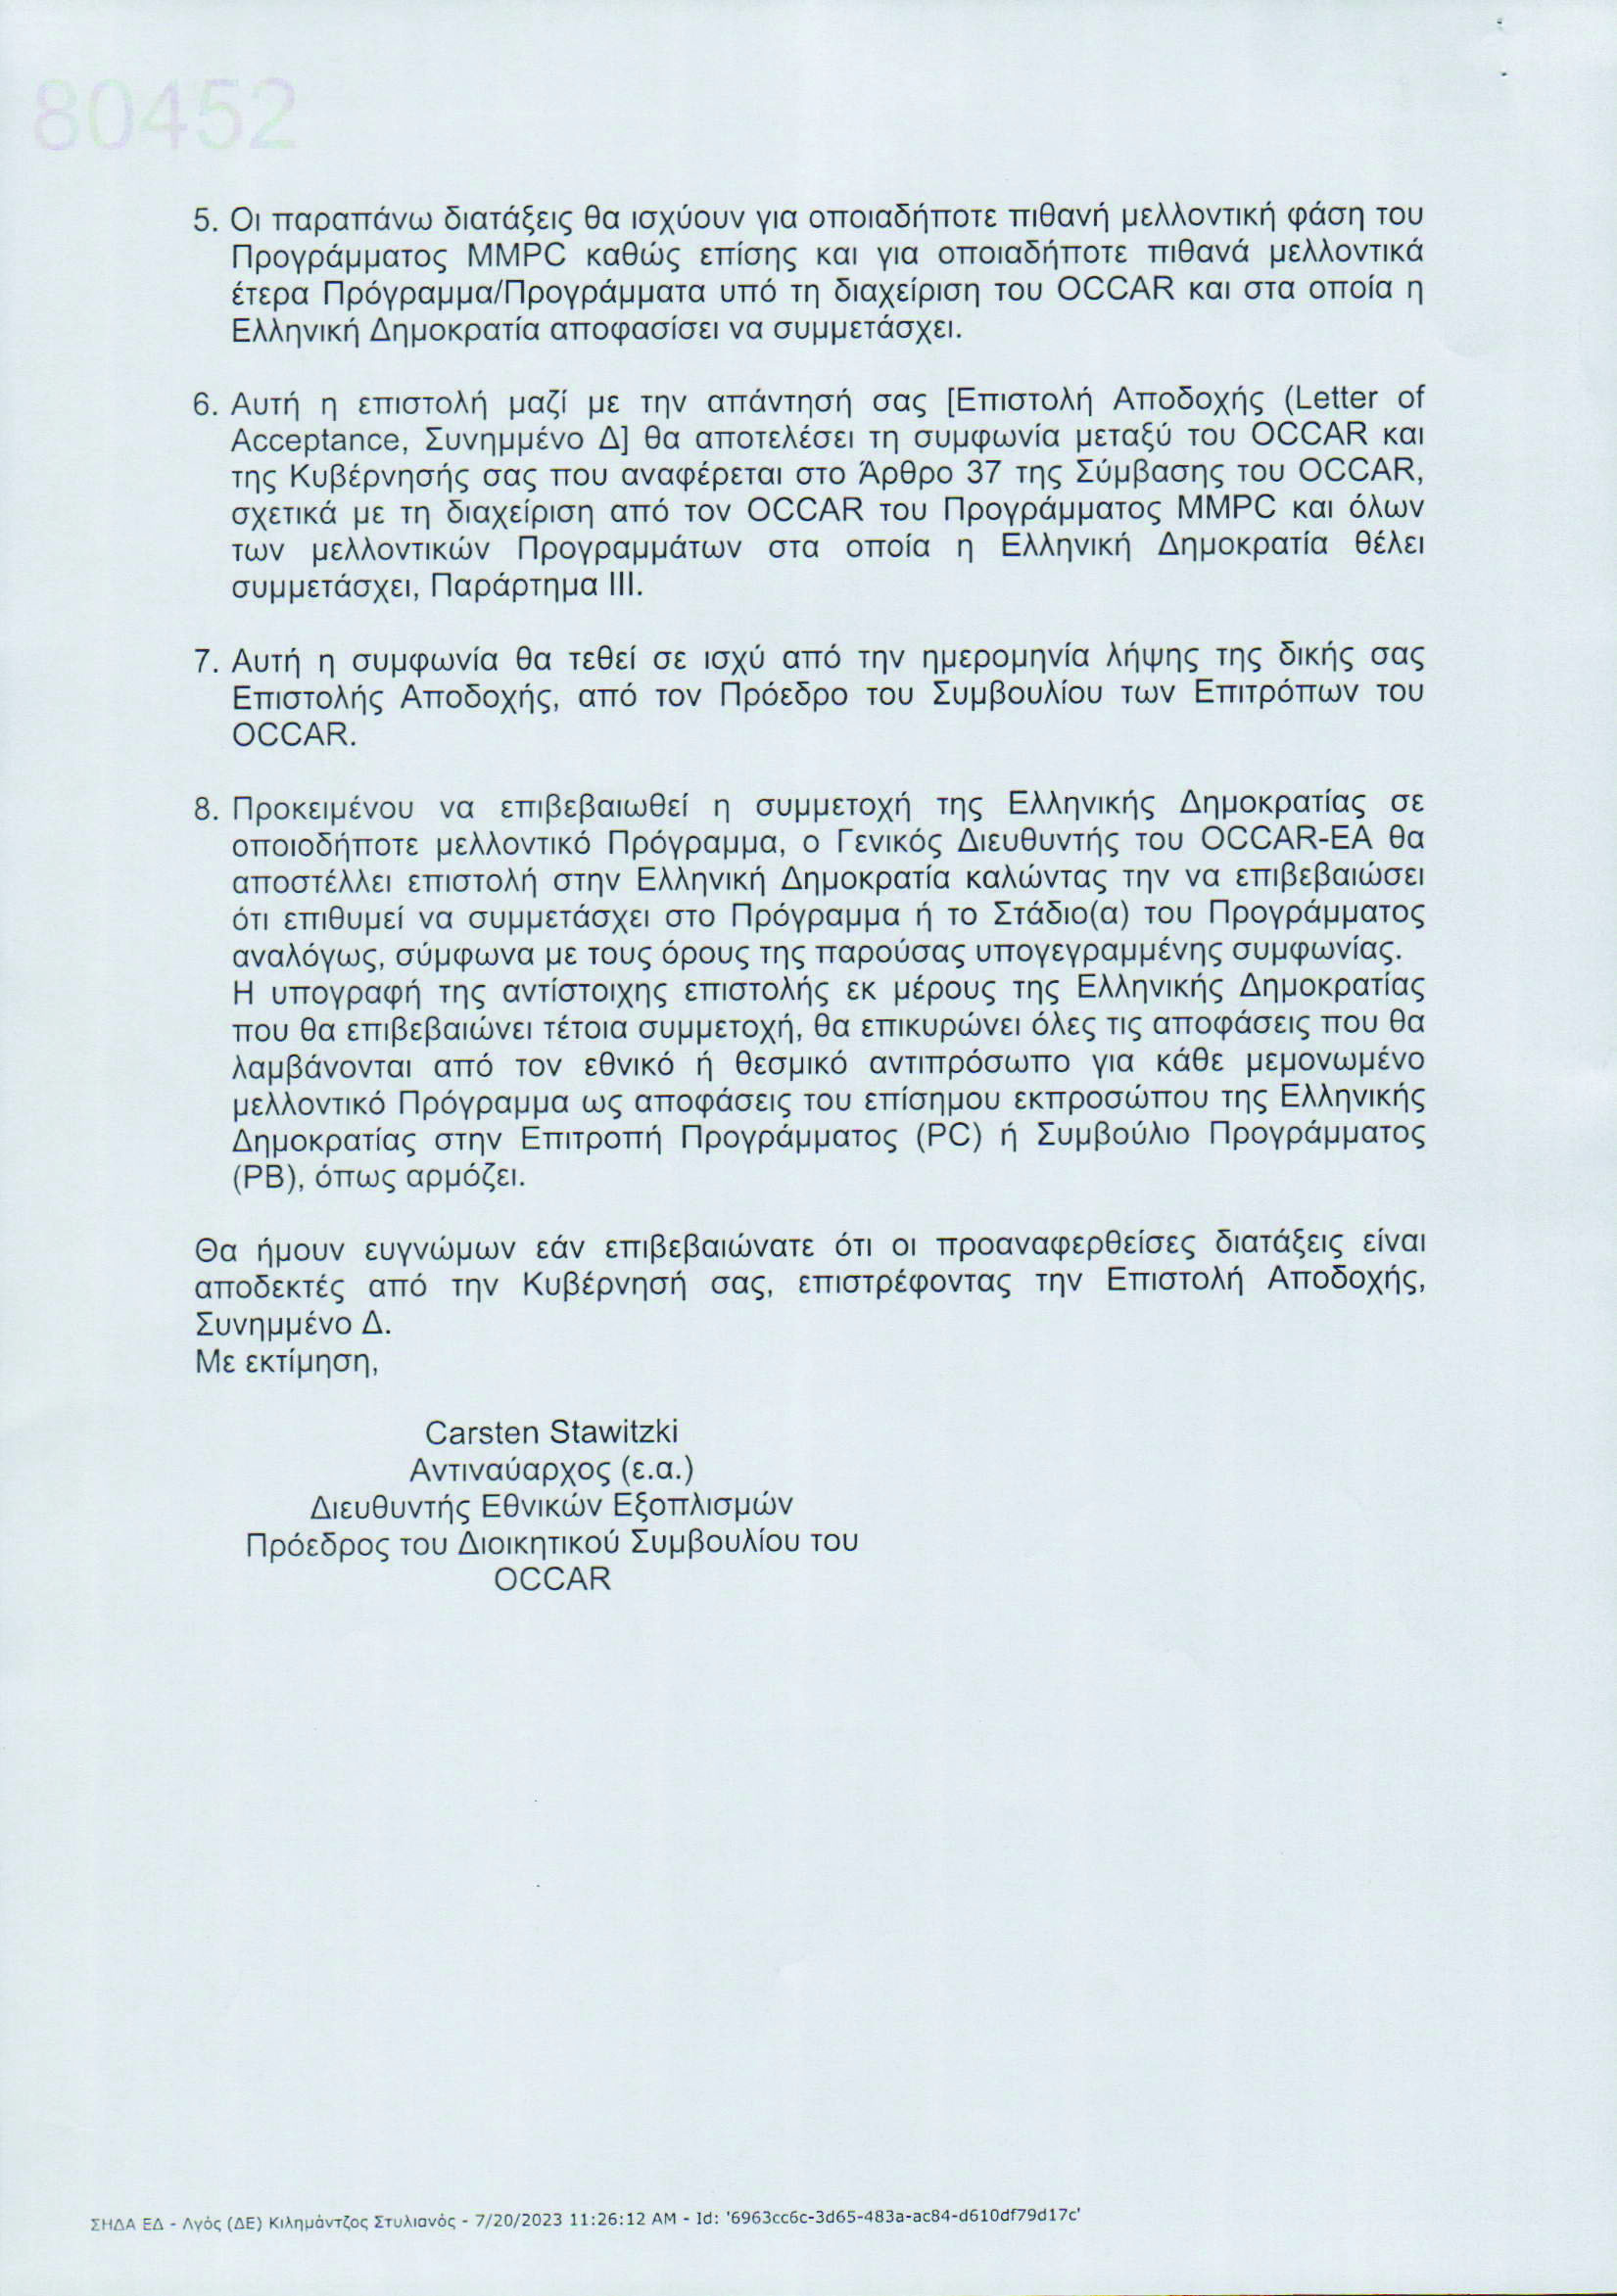 80452
5. Οι παραπάνω διατάξεις θα ισχύουν για οποιαδήποτε πιθανή μελλοντική φάση του
Προγράμματος MMPC καθώς επίσης και για οποιαδήποτε πιθανά μελλοντικά
έτερα Πρόγραμμα/Προγράμματα υπό τη διαχείριση του OCCAR και στα οποία η
Ελληνική Δημοκρατία αποφασίσει να συμμετάσχει.
6. Αυτή η επιστολή μαζί με την απάντησή σας [Επιστολή Αποδοχής (Letter of
Acceptance, Συνημμένο Δ] θα αποτελέσει τη συμφωνία μεταξύ του OCCAR και
της Κυβέρνησής σας που αναφέρεται στο Άρθρο 37 της Σύμβασης του OCCAR,
σχετικά με τη διαχείριση από τον OCCAR του Προγράμματος MMPC και όλων
των μελλοντικών Προγραμμάτων στα οποία η Ελληνική Δημοκρατία θέλει
συμμετάσχει, Παράρτημα III.
7. Αυτή η συμφωνία θα τεθεί σε ισχύ από την ημερομηνία λήψης της δικής σας
Επιστολής Αποδοχής, από τον Πρόεδρο του Συμβουλίου των Επιτρόπων του
OCCAR.
8. Προκειμένου να επιβεβαιωθεί η συμμετοχή της Ελληνικής Δημοκρατίας σε
οποιοδήποτε μελλοντικό Πρόγραμμα, ο Γενικός Διευθυντής του OCCAR-EA θα
αποστέλλει επιστολή στην Ελληνική Δημοκρατία καλώντας την να επιβεβαιώσει
ότι επιθυμεί να συμμετάσχει στο Πρόγραμμα ή το Στάδιο(α) του Προγράμματος
αναλόγως, σύμφωνα με τους όρους της παρούσας υπογεγραμμένης συμφωνίας.
Η υπογραφή της αντίστοιχης επιστολής εκ μέρους της Ελληνικής Δημοκρατίας
που θα επιβεβαιώνει τέτοια συμμετοχή, θα επικυρώνει όλες τις αποφάσεις που θα
λαμβάνονται από τον εθνικό ή θεσμικό αντιπρόσωπο για κάθε μεμονωμένο
μελλοντικό Πρόγραμμα ως αποφάσεις του επίσημου εκπροσώπου της Ελληνικής
Δημοκρατίας στην Επιτροπή Προγράμματος (PC) ή Συμβούλιο Προγράμματος
(PB), όπως αρμόζει.
Θα ήμουν ευγνώμων εάν επιβεβαιώνατε ότι οι προαναφερθείσες διατάξεις είναι
αποδεκτές από την Κυβέρνησή σας, επιστρέφοντας την Επιστολή Αποδοχής,
Συνημμένο Δ.
Με εκτίμηση,
Carsten Stawitzki
Αντιναύαρχος (ε.α.)
Διευθυντής Εθνικών Εξοπλισμών
Πρόεδρος του Διοικητικού Συμβουλίου του
OCCAR
ΣΗΔΑ ΕΔ - Λγός (ΔΕ) Κιλημάντζος Στυλιανός - 7/20/2023 11:26:12 AM - Id: '6963cc6c-3d65-483a-ac84-d610df79d17c'